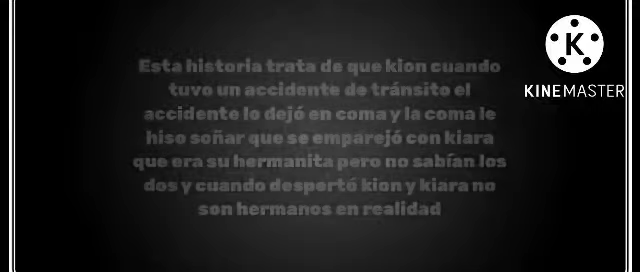 Esta historia trata de que kion cuando
tuvo un accidente de tránsito el
accidente lo dejó en coma y la coma le
hiso soñar que se emparejó con kiara
que era su hermanita pero no sabían los
dos y cuando despertó kion y kiara no
son hermanos en realidad
K
KINEMASTER